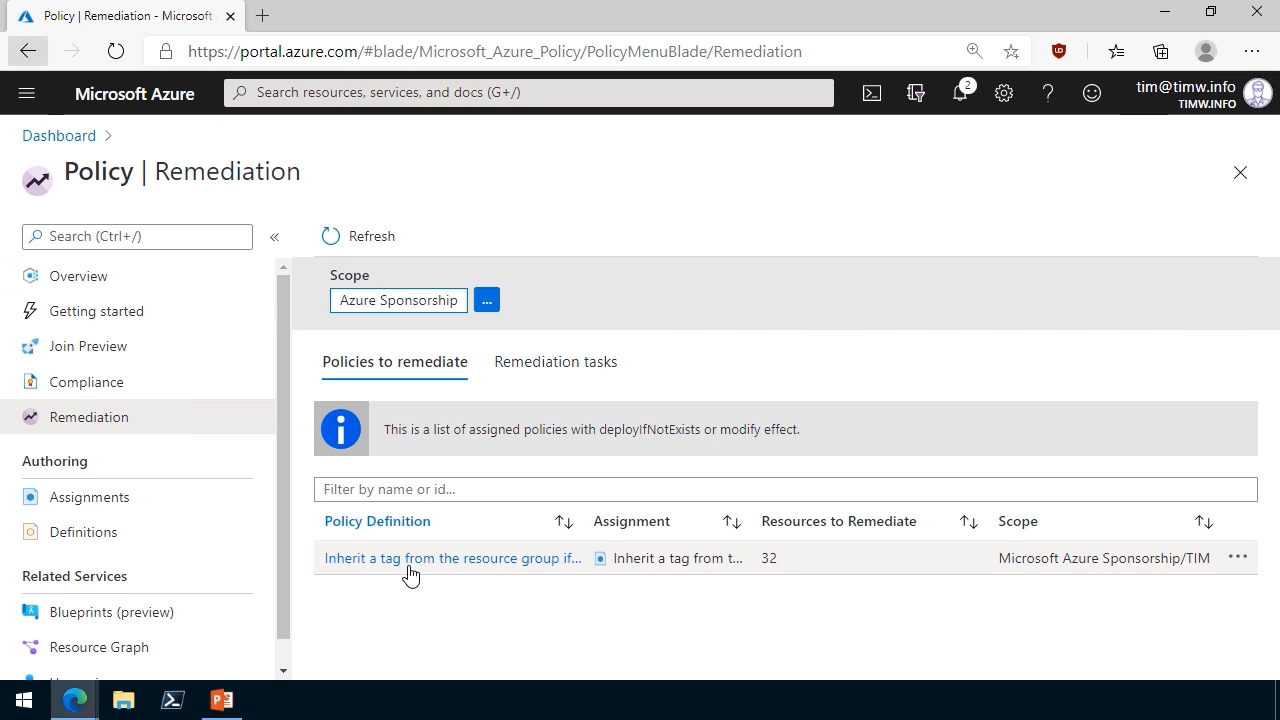 Policy | Remediation - Microsoft
https://portal.azure.com/#blade/Microsoft_Azure_Policy/PolicyMenuBlade/Remediation
Microsoft Azure
Search resources, services, and docs (G+/)
2
tim@timw.info
TIMW.INFO
Dashboard
Policy | Remediation
Search (Ctrl+/)
Refresh
Overview
Getting started
Join Preview
Compliance
Remediation
Authoring
Assignments
Definitions
Related Services
Blueprints (preview)
Resource Graph
Scope
Azure Sponsorship
...
Policies to remediate
Remediation tasks
This is a list of assigned policies with deployIfNotExists or modify effect.
Filter by name or id...
Policy Definition
Assignment
Resources to Remediate
Scope
Inherit a tag from the resource group if...
Inherit a tag from t...
32
Microsoft Azure Sponsorship/TIM